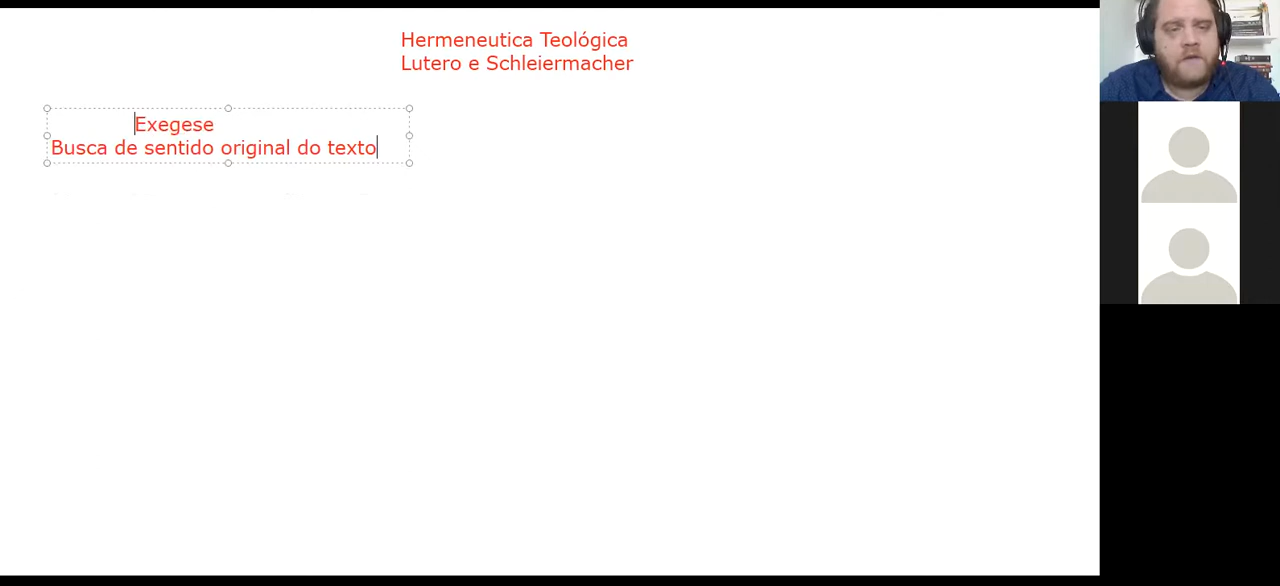 Hermeneutica Teológica
Lutero e Schleiermacher
Exegese
Busca de sentido original do texto